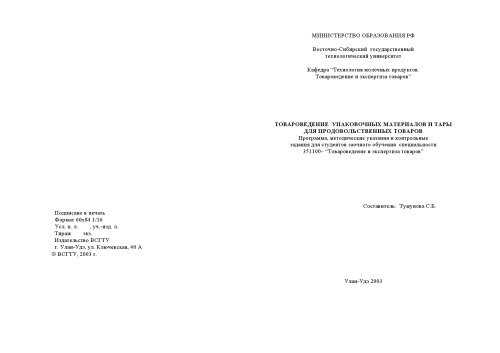 Подписано в печать
Формат 60х84 1/16
Усл. п. л. , уч.-изд. л.
Тираж экз.
Издательство ВСГТУ
г. Улан-Удэ, ул. Ключевская, 40 А
© ВСГТУ, 2003 г.
МИНИСТЕРСТВО ОБРАЗОВАНИЯ РФ
Восточно-Сибирский государственный
технологический университет
Кафедра “Технология молочных продуктов.
Товароведение и экспертиза товаров”
ТОВАРОВЕДЕНИЕ УПАКОВОЧНЫХ МАТЕРИАЛОВ И ТАРЫ
ДЛЯ ПРОДОВОЛЬСТВЕННЫХ ТОВАРОВ
Программа, методические указания и контрольные
задания для студентов заочного обучения специальности
351100– “Товароведение и экспертиза товаров”
Составитель: Тумунова С.Б.
Улан-Удэ 2003